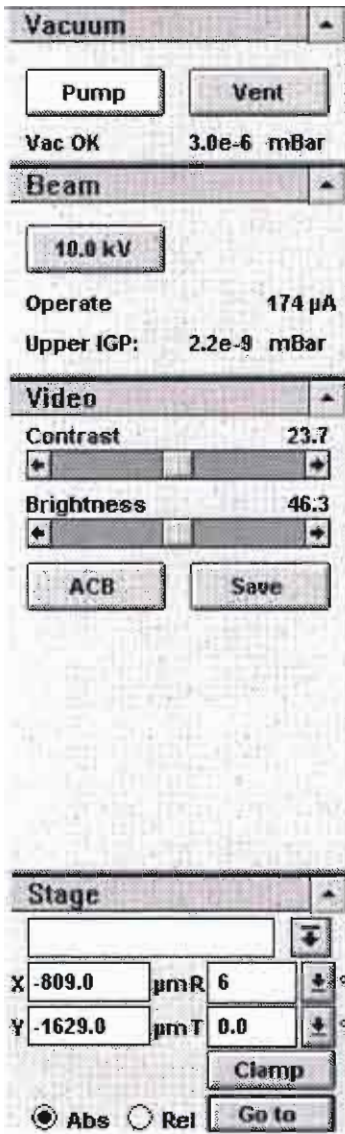 Vacuum
Pump Vent
Vac OK 3.0e-6 mBar
Beam
10.0 kV
Operate 174 µA
Upper IGP: 2.2e-9 mBar
Video
Contrast 23.7
Brightness 46.3
ACB Save
Stage
X -809.0 µm R 6 °
Y -1629.0 µm T 0.0 °
Clamp
Abs Rel Go to